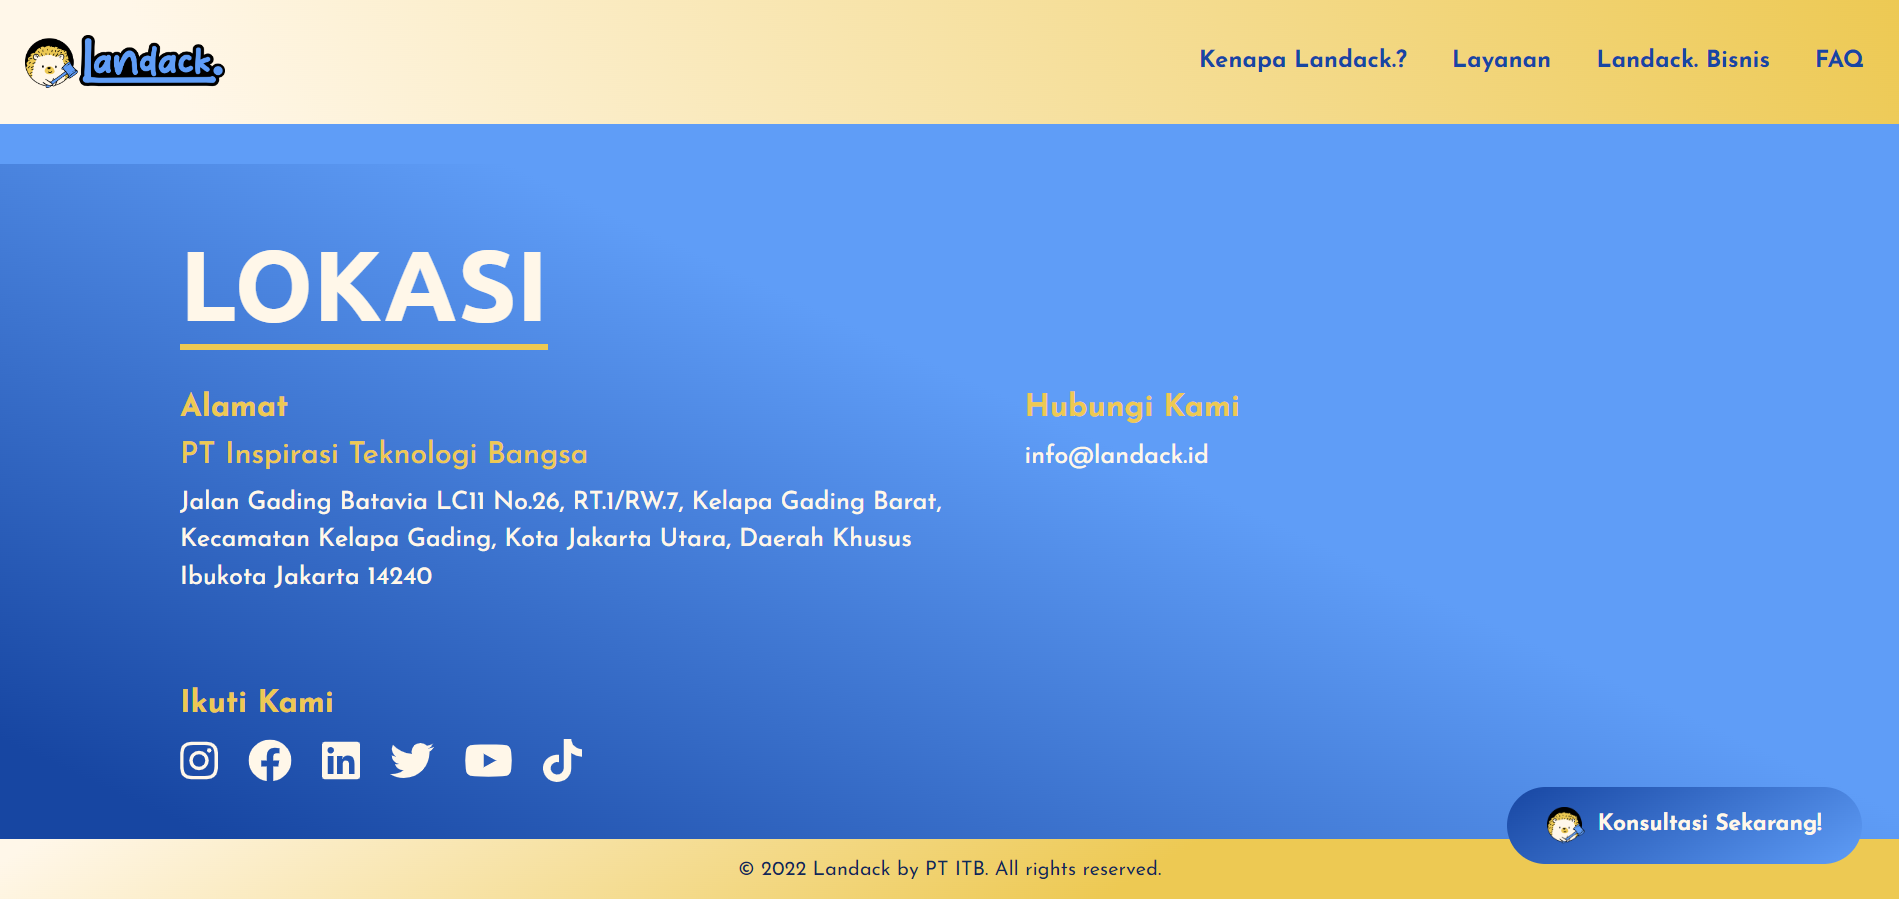 Landack.
Kenapa Landack.?
Layanan
Landack. Bisnis
FAQ
LOKASI
Alamat
PT Inspirasi Teknologi Bangsa
Jalan Gading Batavia LC11 No.26, RT.1/RW.7, Kelapa Gading Barat,
Kecamatan Kelapa Gading, Kota Jakarta Utara, Daerah Khusus
Ibukota Jakarta 14240
Hubungi Kami
info@landack.id
Ikuti Kami
Konsultasi Sekarang!
© 2022 Landack by PT ITB. All rights reserved.